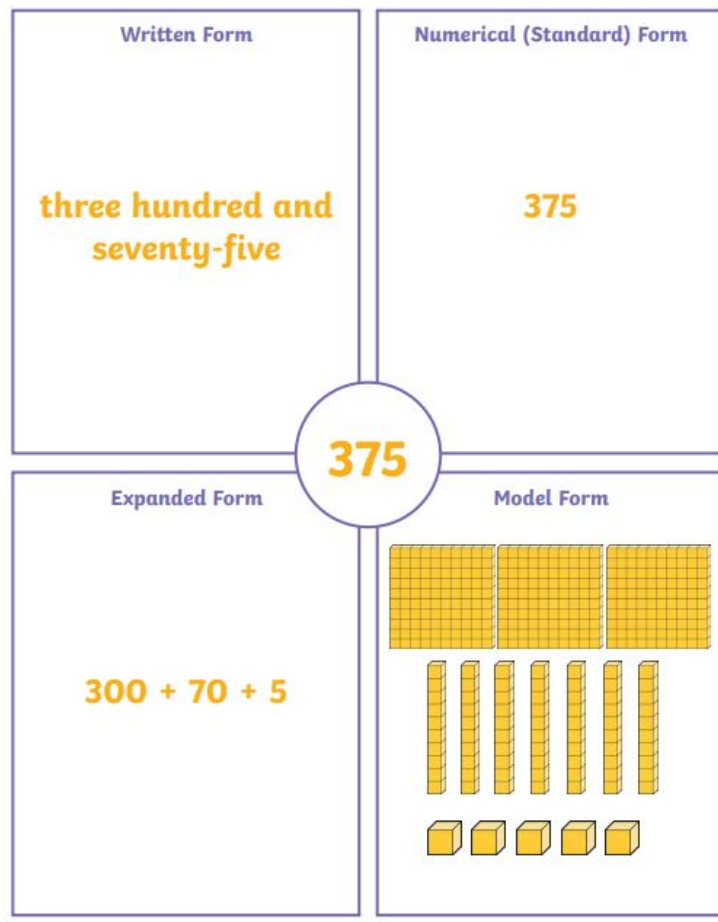 Written Form
three hundred and
seventy-five
Numerical (Standard) Form
375
375
Expanded Form
300 + 70 + 5
Model Form